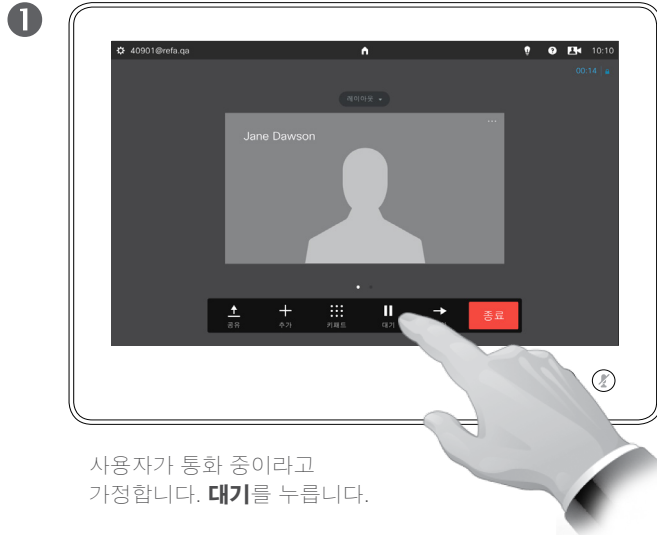 1
40901@refa.qa 10:10
00:14
레이아웃
Jane Dawson
공유 추가 키패드 대기 종료
사용자가 통화 중이라고
가정합니다. 대기를 누릅니다.